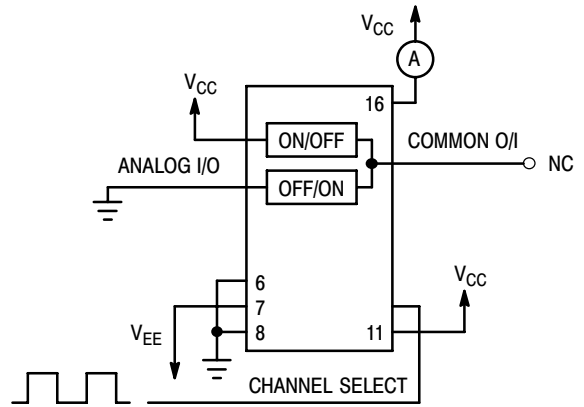 VCC
A
16
VCC
ON/OFF
COMMON O/I
NC
ANALOG I/O
OFF/ON
6
7
8
11
VCC
VEE
CHANNEL SELECT